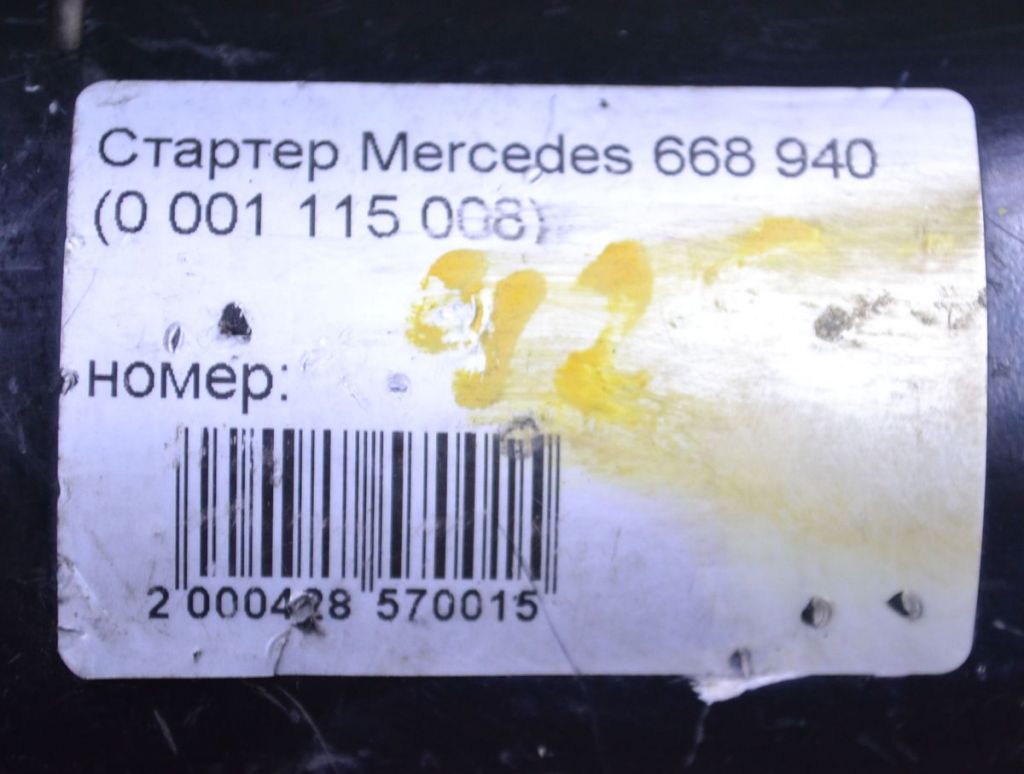 Стартер Mercedes 668 940
(0 001 115 008)
номер:
2 000428 570015